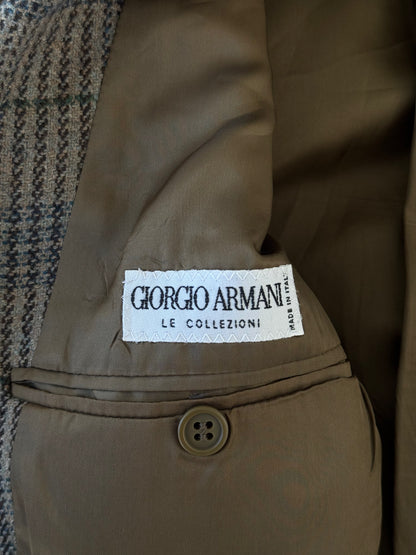 GIORGIO ARMANI
LE COLLEZIONI
MADE IN ITALY